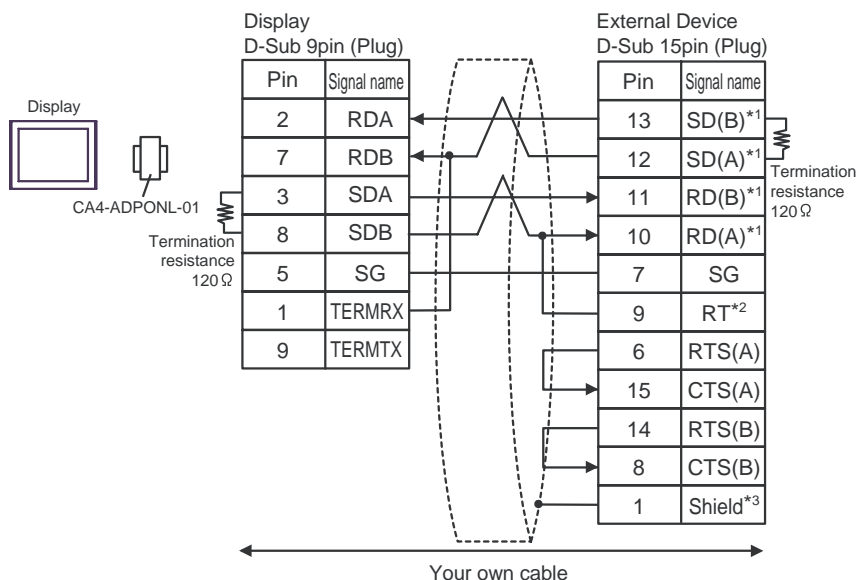 Display
D-Sub 9pin (Plug)
External Device
D-Sub 15pin (Plug)
Display
CA4-ADPONL-01
Termination
resistance
120Ω
Pin Signal name
2 RDA
7 RDB
3 SDA
8 SDB
5 SG
1 TERMRX
9 TERMTX
Pin Signal name
13 SD(B)*1
12 SD(A)*1
11 RD(B)*1
10 RD(A)*1
7 SG
9 RT*2
6 RTS(A)
15 CTS(A)
14 RTS(B)
8 CTS(B)
1 Shield*3
Termination
resistance
120Ω
Your own cable